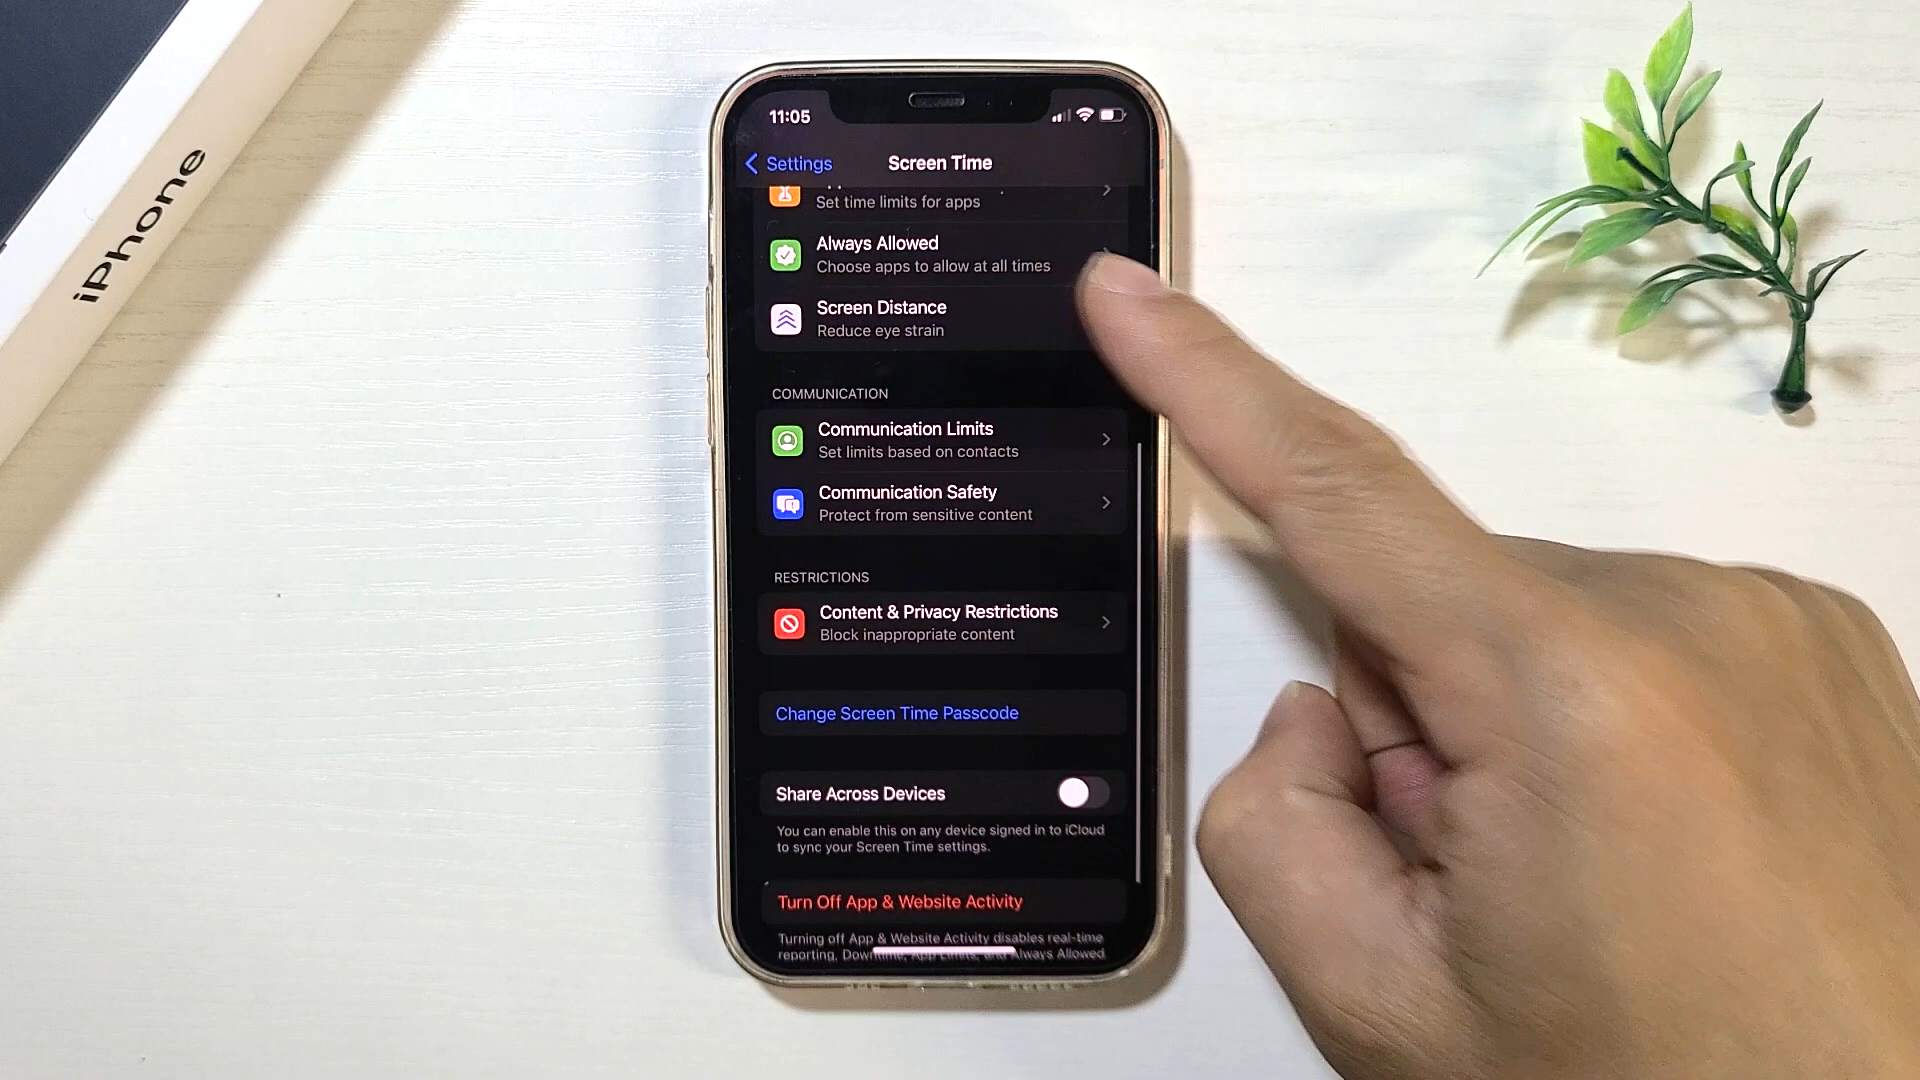 iPhone
11:05
Settings
Screen Time
Set time limits for apps
Always Allowed
Choose apps to allow at all times
Screen Distance
Reduce eye strain
COMMUNICATION
Communication Limits
Set limits based on contacts
Communication Safety
Protect from sensitive content
RESTRICTIONS
Content & Privacy Restrictions
Block inappropriate content
Change Screen Time Passcode
Share Across Devices
You can enable this on any device signed in to iCloud
to sync your Screen Time settings.
Turn Off App & Website Activity
Turning off App & Website Activity disables real-time
reporting, Downtime, App Limits, and Always Allowed